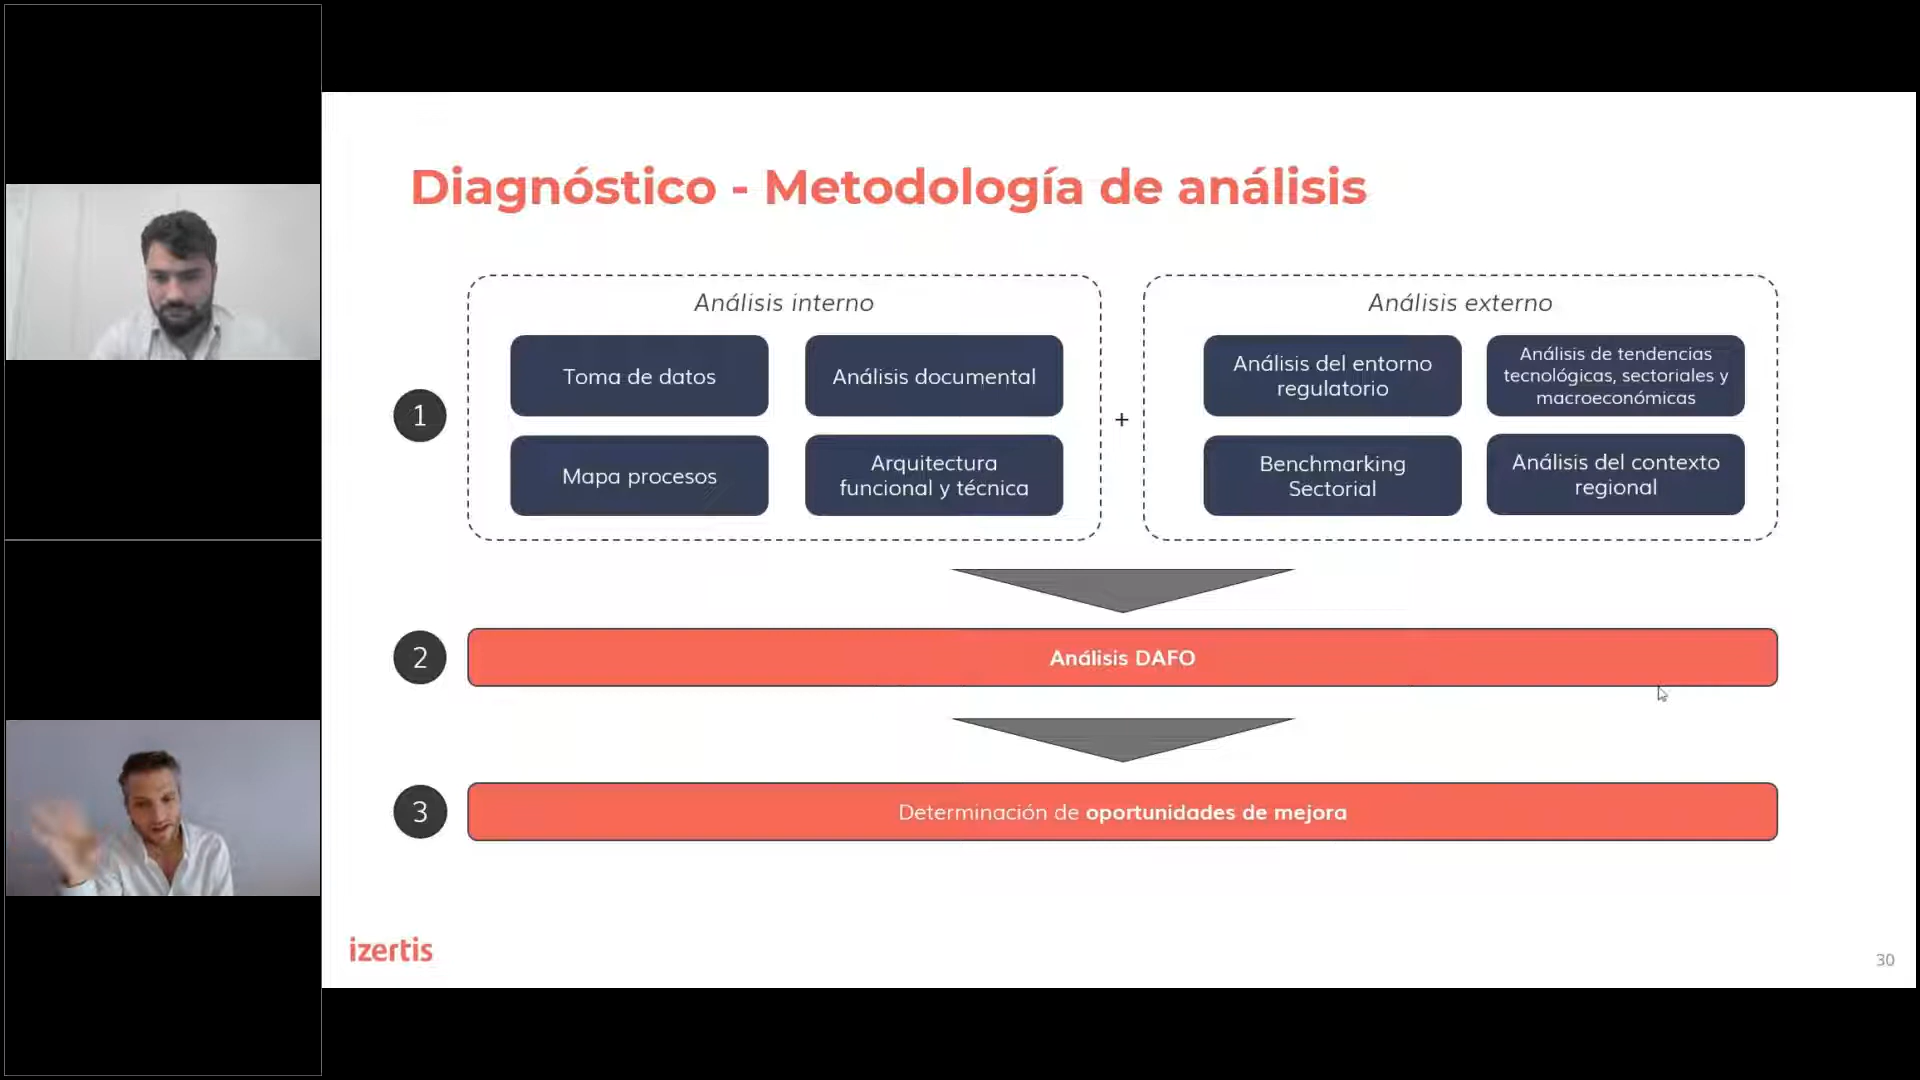 Diagnóstico - Metodología de análisis
Análisis interno
Toma de datos
Análisis documental
Mapa procesos
Arquitectura
funcional y técnica
1
+
Análisis externo
Análisis del entorno
regulatorio
Análisis de tendencias
tecnológicas, sectoriales y
macroeconómicas
Benchmarking
Sectorial
Análisis del contexto
regional
2
Análisis DAFO
3
Determinación de oportunidades de mejora
izertis
30